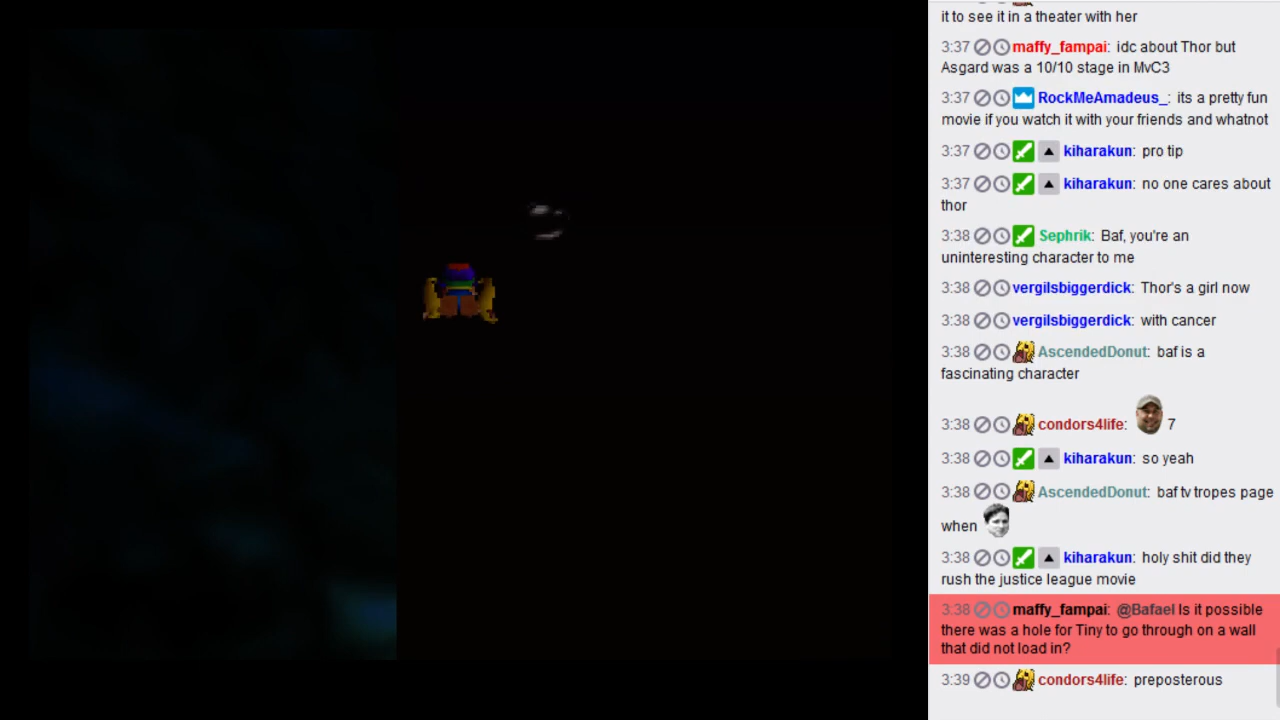 it to see it in a theater with her
3:37 maffy_fampai: idc about Thor but
Asgard was a 10/10 stage in MvC3
3:37 RockMeAmadeus_: its a pretty fun
movie if you watch it with your friends and whatnot
3:37 kiharakun: pro tip
3:37 kiharakun: no one cares about
thor
3:38 Sephrik: Baf, you're an
uninteresting character to me
3:38 vergilsbiggerdick: Thor's a girl now
3:38 vergilsbiggerdick: with cancer
3:38 AscendedDonut: baf is a
fascinating character
3:38 condors4life: 7
3:38 kiharakun: so yeah
3:38 AscendedDonut: baf tv tropes page
when
3:38 kiharakun: holy shit did they
rush the justice league movie
3:38 maffy_fampai: @Bafael Is it possible
there was a hole for Tiny to go through on a wall
that did not load in?
3:39 condors4life: preposterous